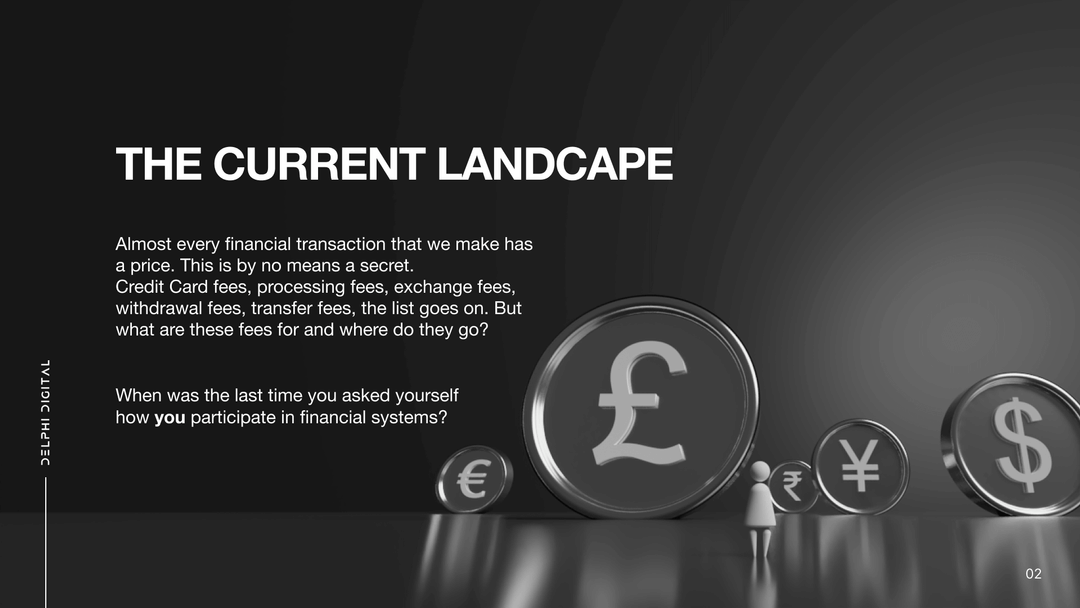 THE CURRENT LANDCAPE
Almost every financial transaction that we make has
a price. This is by no means a secret.
Credit Card fees, processing fees, exchange fees,
withdrawal fees, transfer fees, the list goes on. But
what are these fees for and where do they go?
When was the last time you asked yourself
how you participate in financial systems?
DELPHI DIGITAL
€
£
₹
¥
$
02